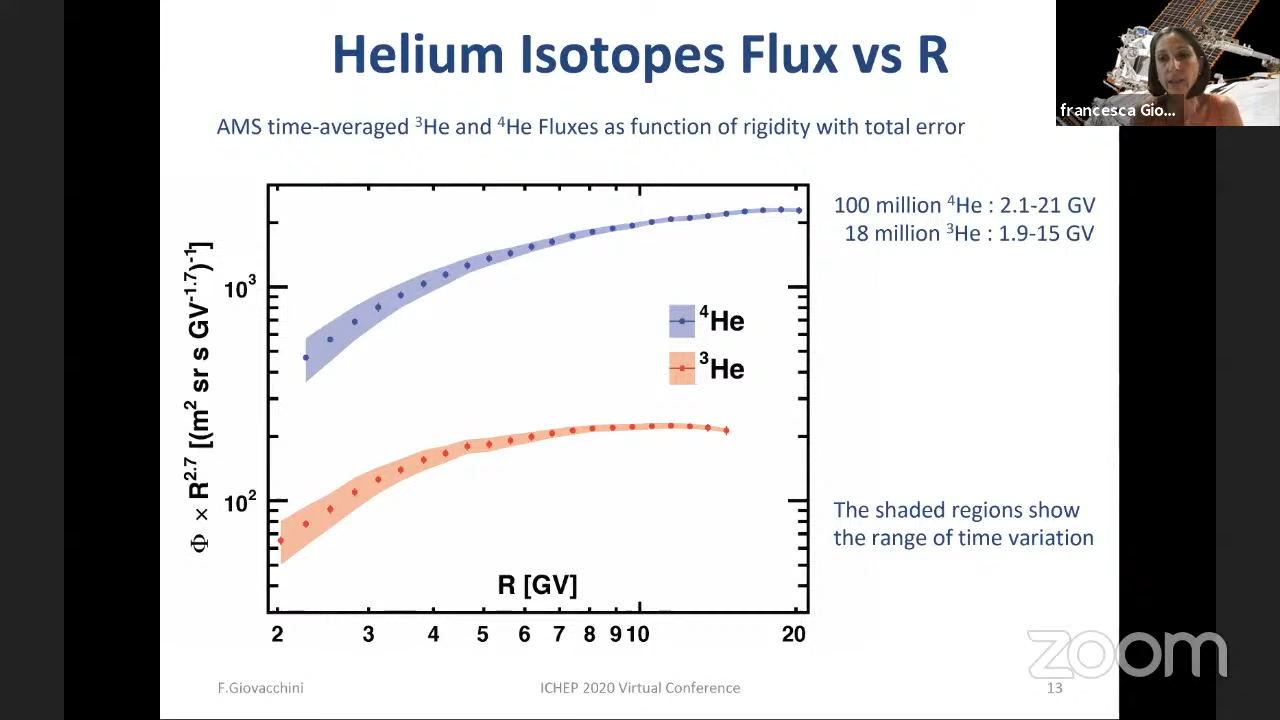 Helium Isotopes Flux vs R
francesca Gio...
AMS time-averaged ³He and ⁴He Fluxes as function of rigidity with total error
100 million ⁴He : 2.1-21 GV
18 million ³He : 1.9-15 GV
Φ × R²·⁷ [(m² sr s GV⁻¹·⁷)⁻¹]
10³
10²
⁴He
³He
The shaded regions show
the range of time variation
R [GV]
2 3 4 5 6 7 8 9 10 20
zoom
F.Giovacchini ICHEP 2020 Virtual Conference 13